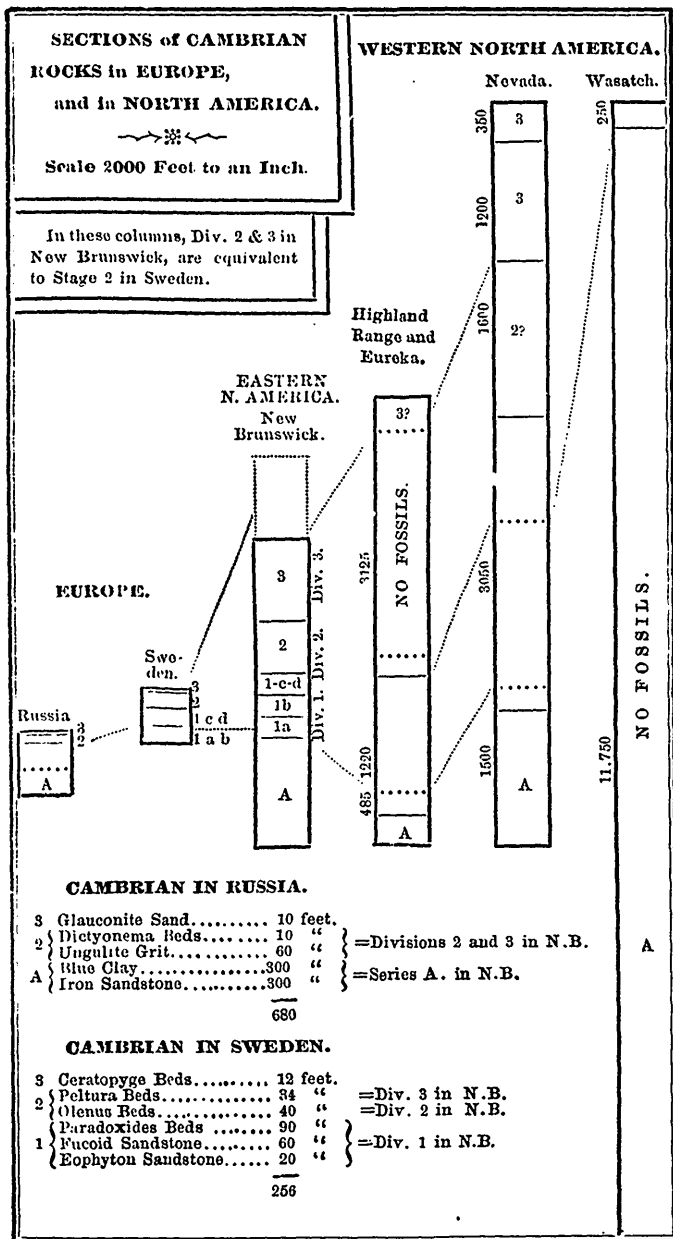 SECTIONS of CAMBRIAN
ROCKS in EUROPE,
and in NORTH AMERICA.
Scale 2000 Feet to an Inch.
In these columns, Div. 2 & 3 in
New Brunswick, are equivalent
to Stage 2 in Sweden.
WESTERN NORTH AMERICA.
Nevada.
350
3
1200
3
1600
2?
3050
1500
A
Wasatch.
250
NO FOSSILS.
11.750
A
Highland
Range and
Eureka.
3?
NO FOSSILS.
3125
1220
485
A
EASTERN
N. AMERICA.
New
Brunswick.
3
Div. 3.
2
Div. 2.
1-c-d
1b
1a
Div. 1.
A
EUROPE.
Swe-
den.
3
2
1 c d
1 a b
Russia
3
2
A
CAMBRIAN IN RUSSIA.
3 Glauconite Sand.......... 10 feet.
2 { Dictyonema Beds........ 10 “ } =Divisions 2 and 3 in N.B.
Ungulite Grit............ 60 “
A { Blue Clay..............300 “ } =Series A. in N.B.
Iron Sandstone..........300 “
680
CAMBRIAN IN SWEDEN.
3 Ceratopyge Beds.......... 12 feet.
2 { Peltura Beds............ 34 “ =Div. 3 in N.B.
Olenus Beds............. 40 “ =Div. 2 in N.B.
1 { Paradoxides Beds ........ 90 “ } =Div. 1 in N.B.
Fucoid Sandstone....... 60 “
Eophyton Sandstone...... 20 “
256